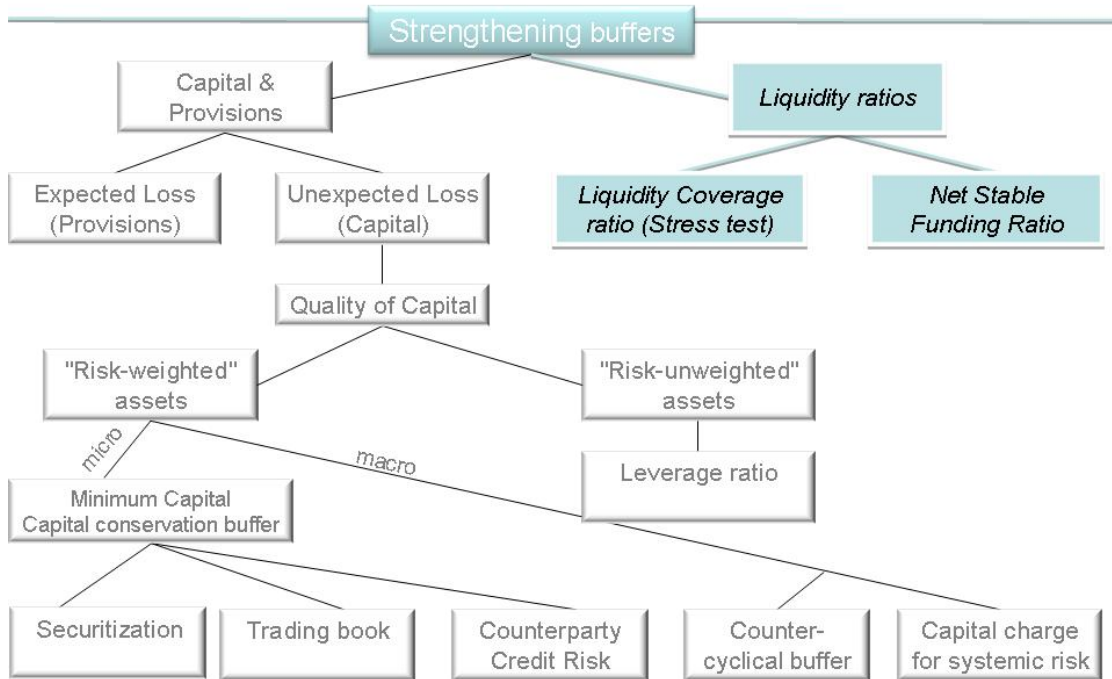 Strengthening buffers
Capital &
Provisions
Liquidity ratios
Expected Loss
(Provisions)
Unexpected Loss
(Capital)
Liquidity Coverage
ratio (Stress test)
Net Stable
Funding Ratio
Quality of Capital
"Risk-weighted"
assets
"Risk-unweighted"
assets
micro
macro
Leverage ratio
Minimum Capital
Capital conservation buffer
Securitization
Trading book
Counterparty
Credit Risk
Counter-
cyclical buffer
Capital charge
for systemic risk